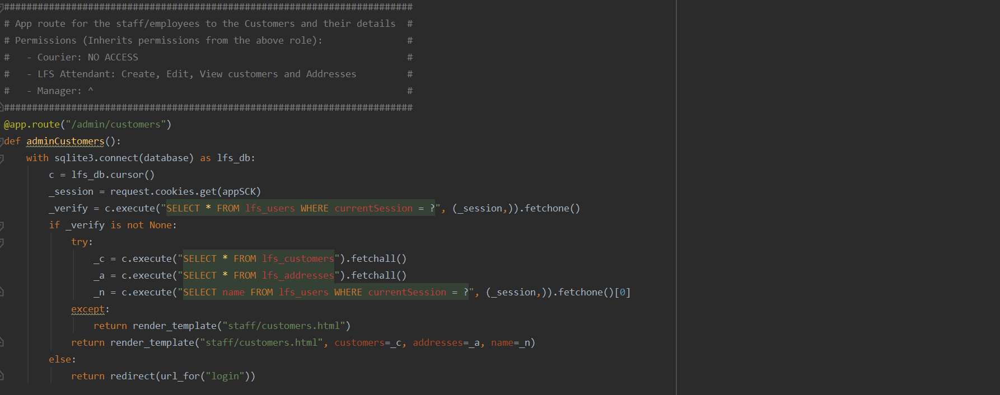 #########################################################################
# App route for the staff/employees to the Customers and their details  #
# Permissions (Inherits permissions from the above role):               #
#   - Courier: NO ACCESS                                                #
#   - LFS Attendant: Create, Edit, View customers and Addresses         #
#   - Manager: ^                                                        #
#########################################################################
@app.route("/admin/customers")
def adminCustomers():
    with sqlite3.connect(database) as lfs_db:
        c = lfs_db.cursor()
        _session = request.cookies.get(appSCK)
        _verify = c.execute("SELECT * FROM lfs_users WHERE currentSession = ?", (_session,)).fetchone()
        if _verify is not None:
            try:
                _c = c.execute("SELECT * FROM lfs_customers").fetchall()
                _a = c.execute("SELECT * FROM lfs_addresses").fetchall()
                _n = c.execute("SELECT name FROM lfs_users WHERE currentSession = ?", (_session,)).fetchone()[0]
            except:
                return render_template("staff/customers.html")
            return render_template("staff/customers.html", customers=_c, addresses=_a, name=_n)
        else:
            return redirect(url_for("login"))